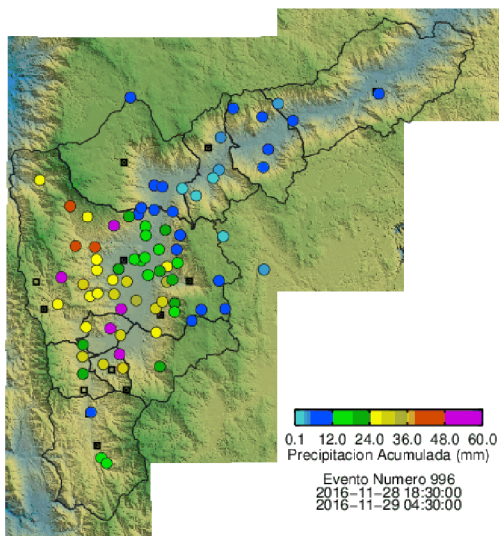 0.1 12.0 24.0 36.0 48.0 60.0
Precipitacion Acumulada (mm)
Evento Numero 996
2016-11-28 18:30:00
2016-11-29 04:30:00